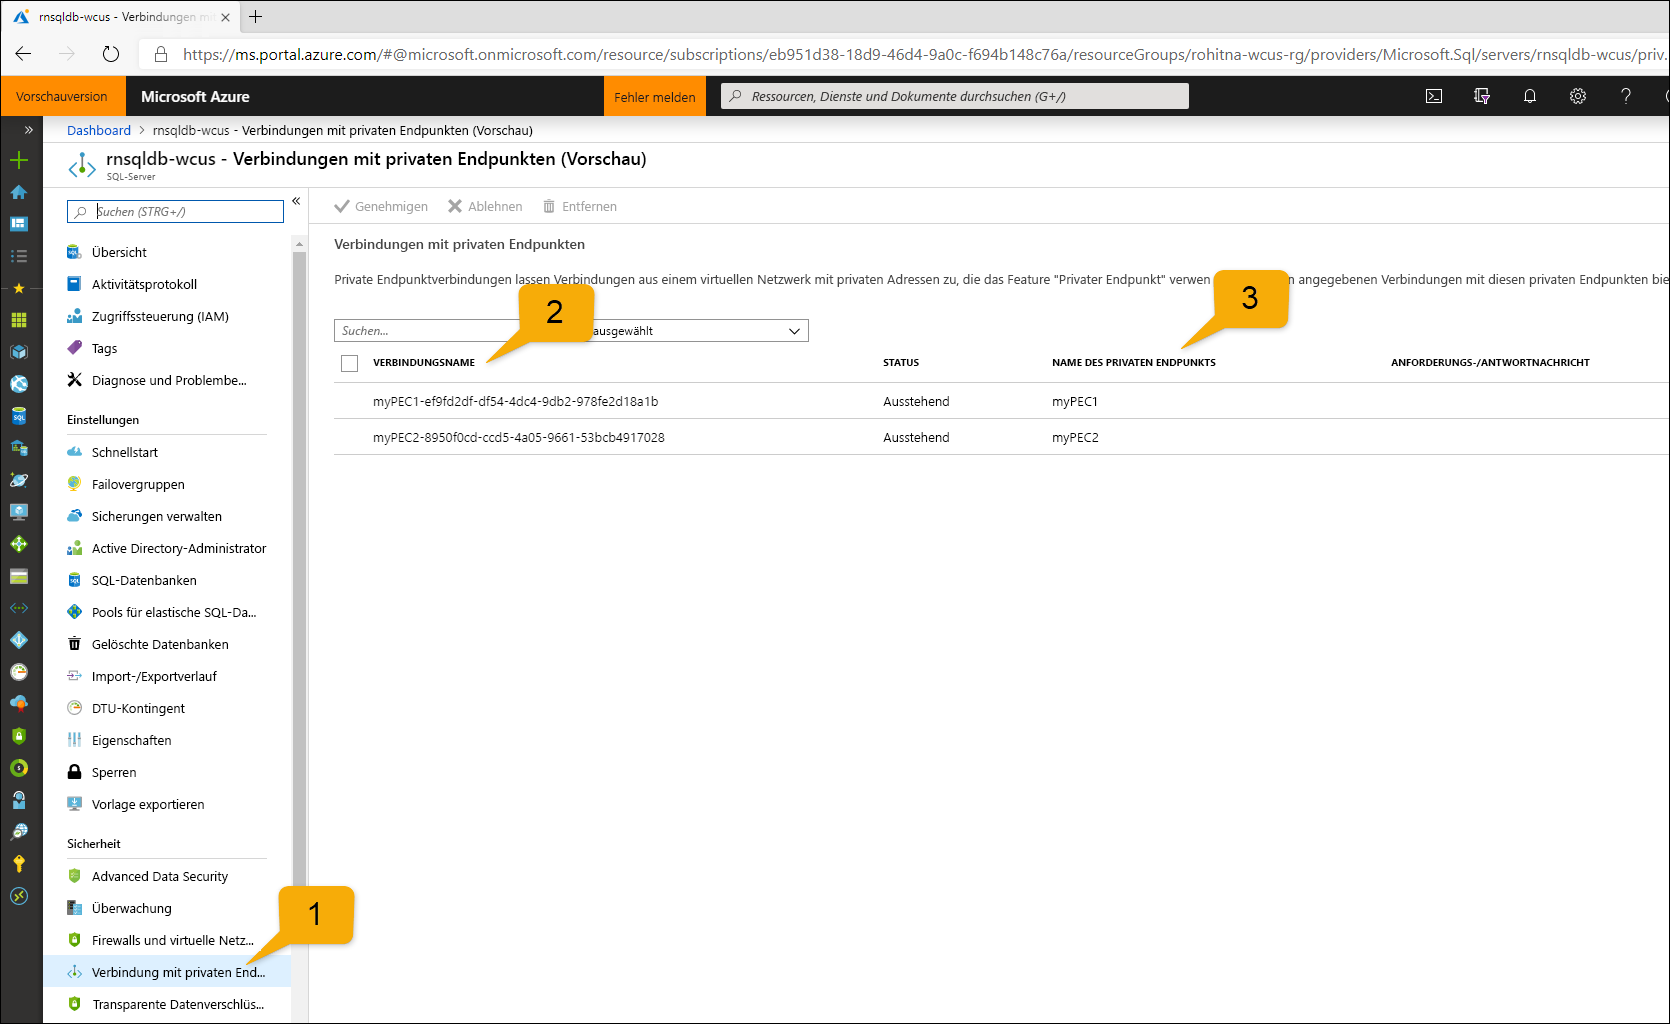 rnsqldb-wcus - Verbindungen mit
https://ms.portal.azure.com/#@microsoft.onmicrosoft.com/resource/subscriptions/eb951d38-18d9-46d4-9a0c-f694b148c76a/resourceGroups/rohitna-wcus-rg/providers/Microsoft.Sql/servers/rnsqldb-wcus/priv.
Vorschauversion
Microsoft Azure
Fehler melden
Ressourcen, Dienste und Dokumente durchsuchen (G+/)
Dashboard > rnsqldb-wcus - Verbindungen mit privaten Endpunkten (Vorschau)
rnsqldb-wcus - Verbindungen mit privaten Endpunkten (Vorschau)
SQL-Server
Suchen (STRG+/)
Übersicht
Aktivitätsprotokoll
Zugriffssteuerung (IAM)
Tags
Diagnose und Problembe...
Einstellungen
Schnellstart
Failovergruppen
Sicherungen verwalten
Active Directory-Administrator
SQL-Datenbanken
Pools für elastische SQL-Da...
Gelöschte Datenbanken
Import-/Exportverlauf
DTU-Kontingent
Eigenschaften
Sperren
Vorlage exportieren
Sicherheit
Advanced Data Security
Überwachung
Firewalls und virtuelle Netz...
Verbindung mit privaten End...
Transparente Datenverschlüs...
1
Genehmigen Ablehnen Entfernen
Verbindungen mit privaten Endpunkten
Private Endpunktverbindungen lassen Verbindungen aus einem virtuellen Netzwerk mit privaten Adressen zu, die das Feature "Privater Endpunkt" verwen angegebenen Verbindungen mit diesen privaten Endpunkten bie
2
3
Suchen...
ausgewählt
VERBINDUNGSNAME STATUS NAME DES PRIVATEN ENDPUNKTS ANFORDERUNGS-/ANTWORTNACHRICHT
myPEC1-ef9fd2df-df54-4dc4-9db2-978fe2d18a1b Ausstehend myPEC1
myPEC2-8950f0cd-ccd5-4a05-9661-53bcb4917028 Ausstehend myPEC2